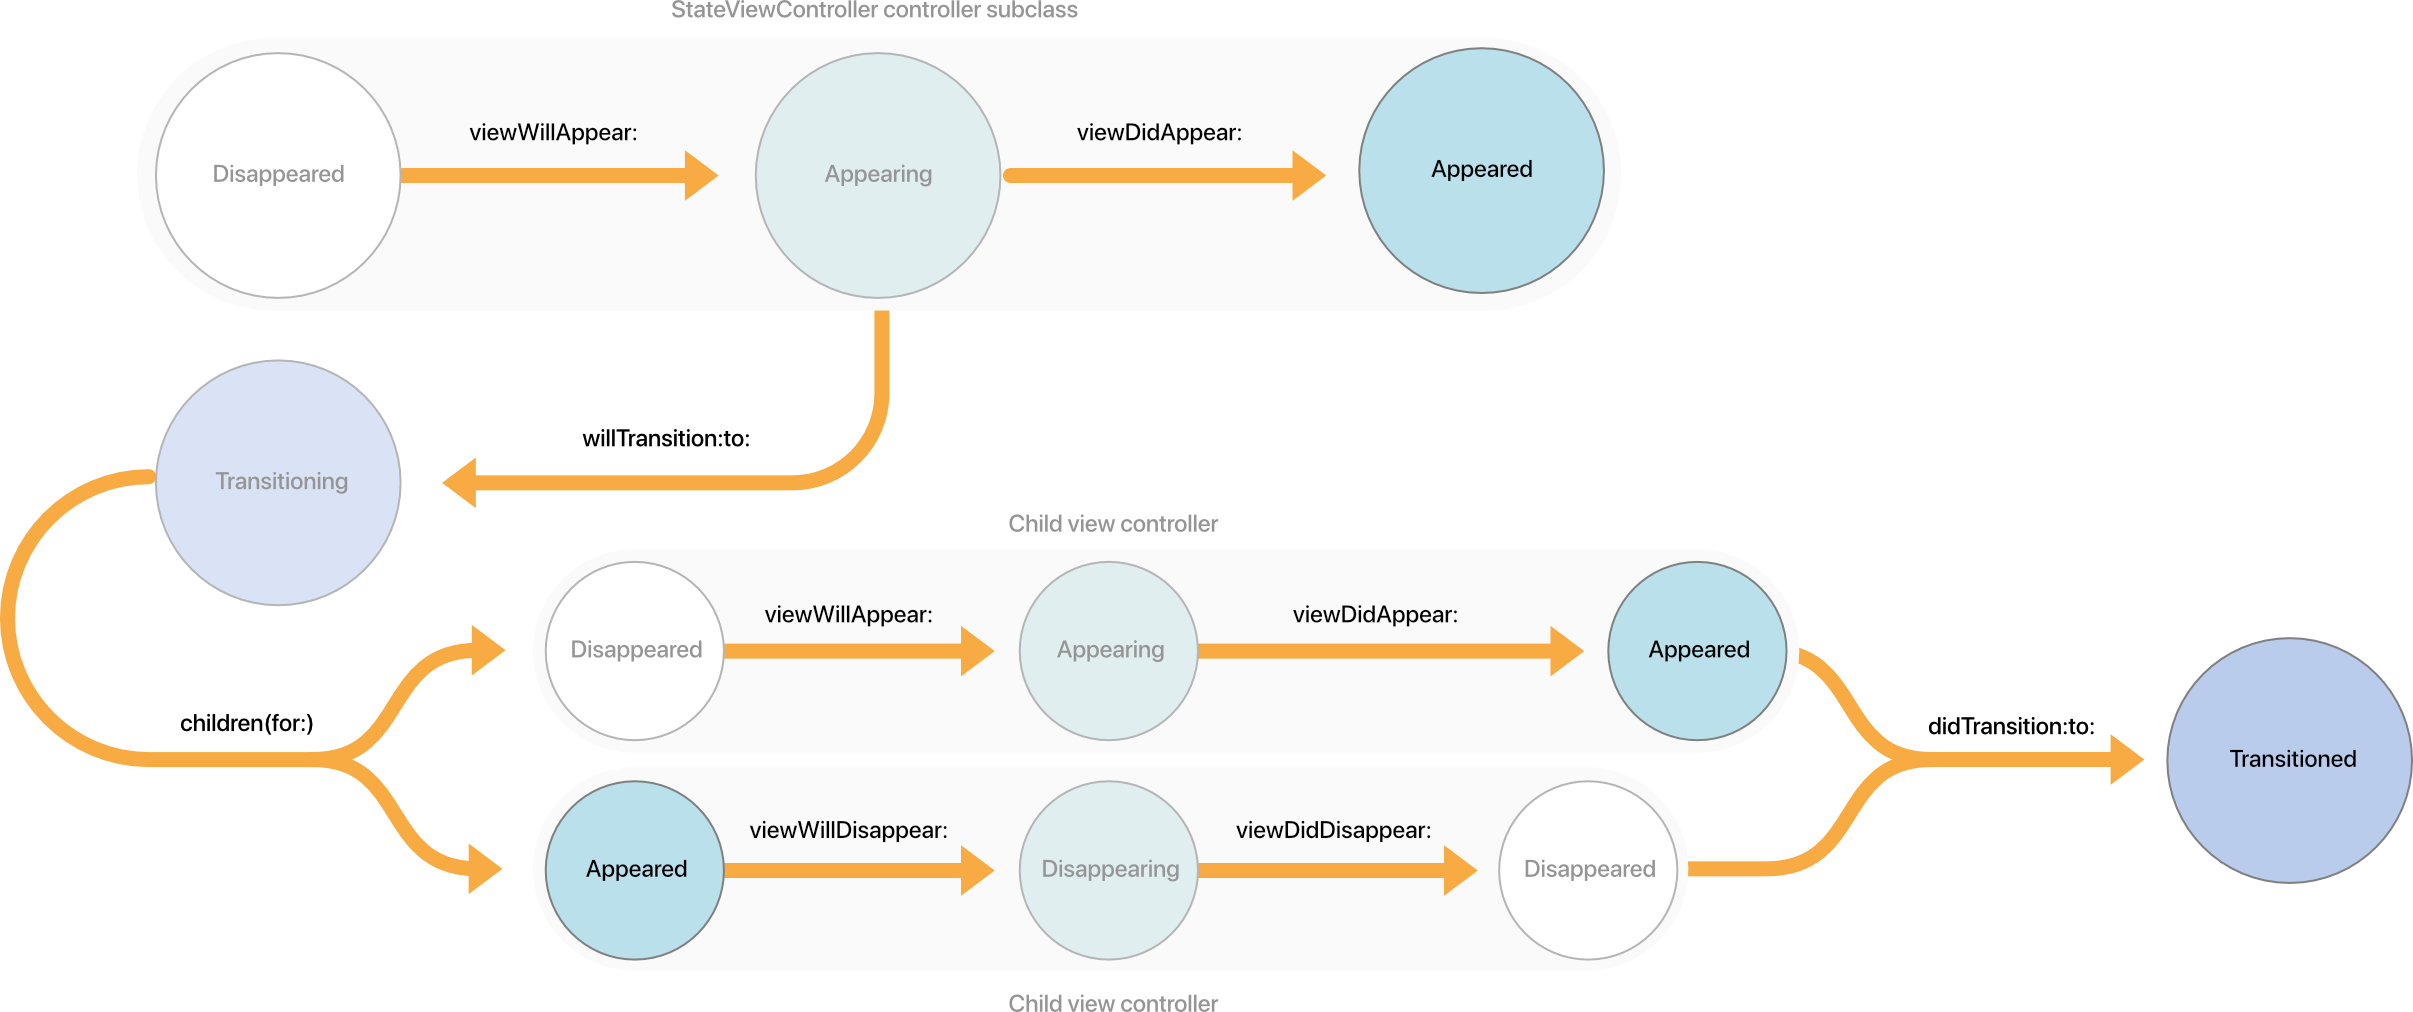 StateViewController controller subclass
Disappeared
viewWillAppear:
Appearing
viewDidAppear:
Appeared
willTransition:to:
Transitioning
Child view controller
children(for:)
Disappeared
viewWillAppear:
Appearing
viewDidAppear:
Appeared
Appeared
viewWillDisappear:
Disappearing
viewDidDisappear:
Disappeared
didTransition:to:
Transitioned
Child view controller